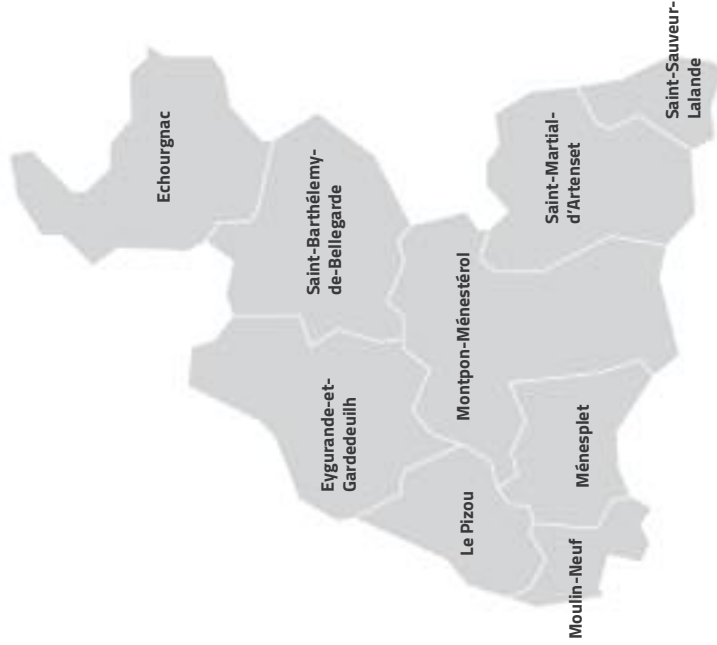 Echourgnac
Saint-Barthélemy-
de-Bellegarde
Eygurande-et-
Gardedeuilh
Montpon-Ménestérol
Saint-Martial-
d'Artenset
Saint-Sauveur-
Lalande
Le Pizou
Ménesplet
Moulin-Neuf